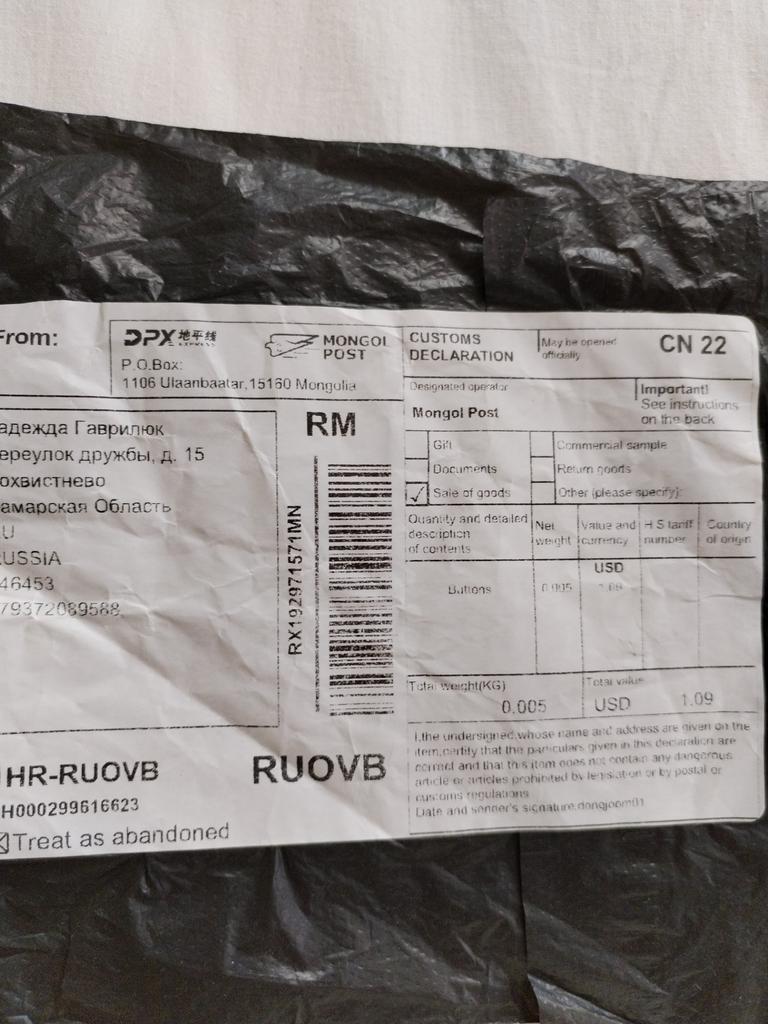 From:
DPX 地平线
EXPRESS
MONGOL
POST
P.O.Box:
1106 Ulaanbaatar,15160 Mongolia
адежда Гаврилюк
ереулок дружбы, д. 15
охвистнево
амарская Область
U
USSIA
46453
79372089588
RM
RX192971571MN
HR-RUOVB
RUOVB
H000299616623
Treat as abandoned
CUSTOMS
DECLARATION
May be opened
officially
CN 22
Designated operator
Mongol Post
Important!
See instructions
on the back
Gift
Commercial sample
Documents
Return goods
✓ Sale of goods
Other (please specify):
Quantity and detailed
description
of contents
Net
weight
Value and
currency
H S tariff
number
Country
of origin
USD
Buttons 0.005 1.09
Total weight(KG)
0.005
Total value
USD 1.09
I,the undersigned,whose name and address are given on the
item,certify that the particulars given in this declaration are
correct and that this item does not contain any dangerous
article or articles prohibited by legislation or by postal or
customs regulations
Date and sender's signature:dongjoom01